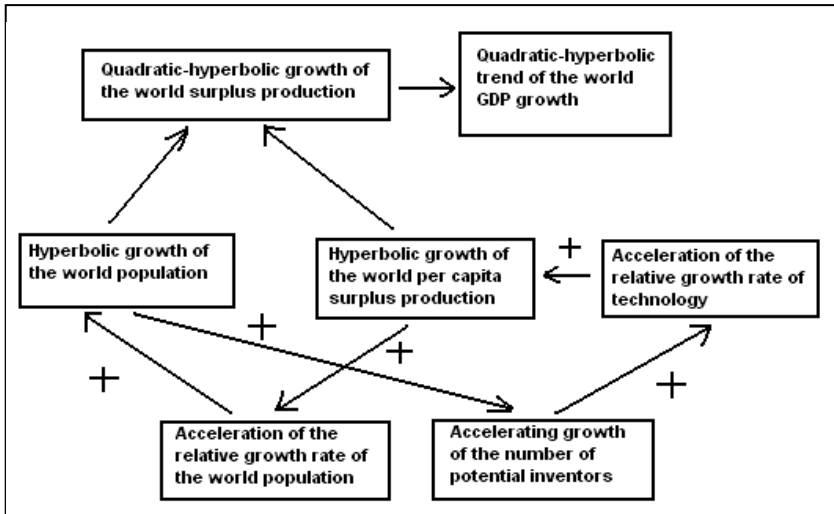 Quadratic-hyperbolic growth of
the world surplus production
Quadratic-hyperbolic
trend of the world
GDP growth
Hyperbolic growth of
the world population
Hyperbolic growth of
the world per capita
surplus production
+
Acceleration of the
relative growth rate of
technology
+
+
+
+
Acceleration of the
relative growth rate of
the world population
Accelerating growth
of the number of
potential inventors